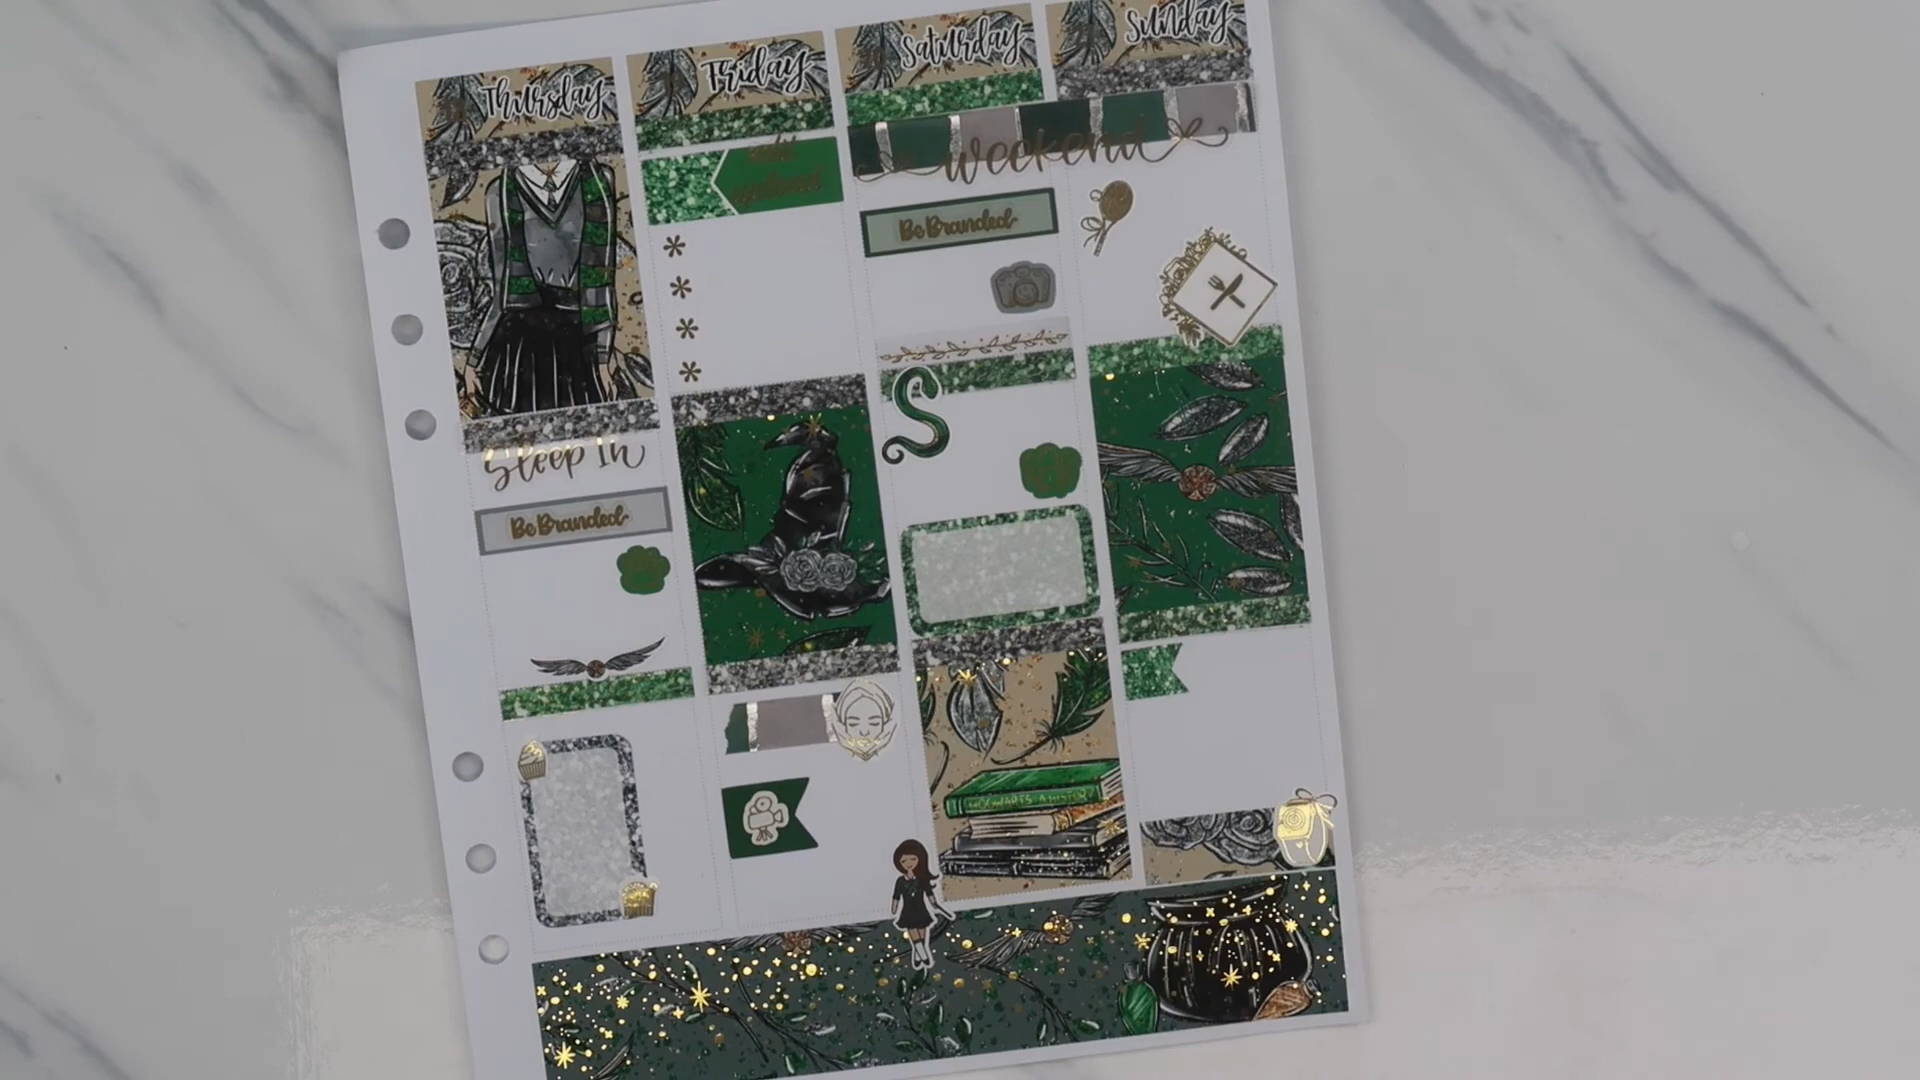 Thursday
Friday
Saturday
Sunday
weekend
Be Branded
Sleep In
Be Branded
S